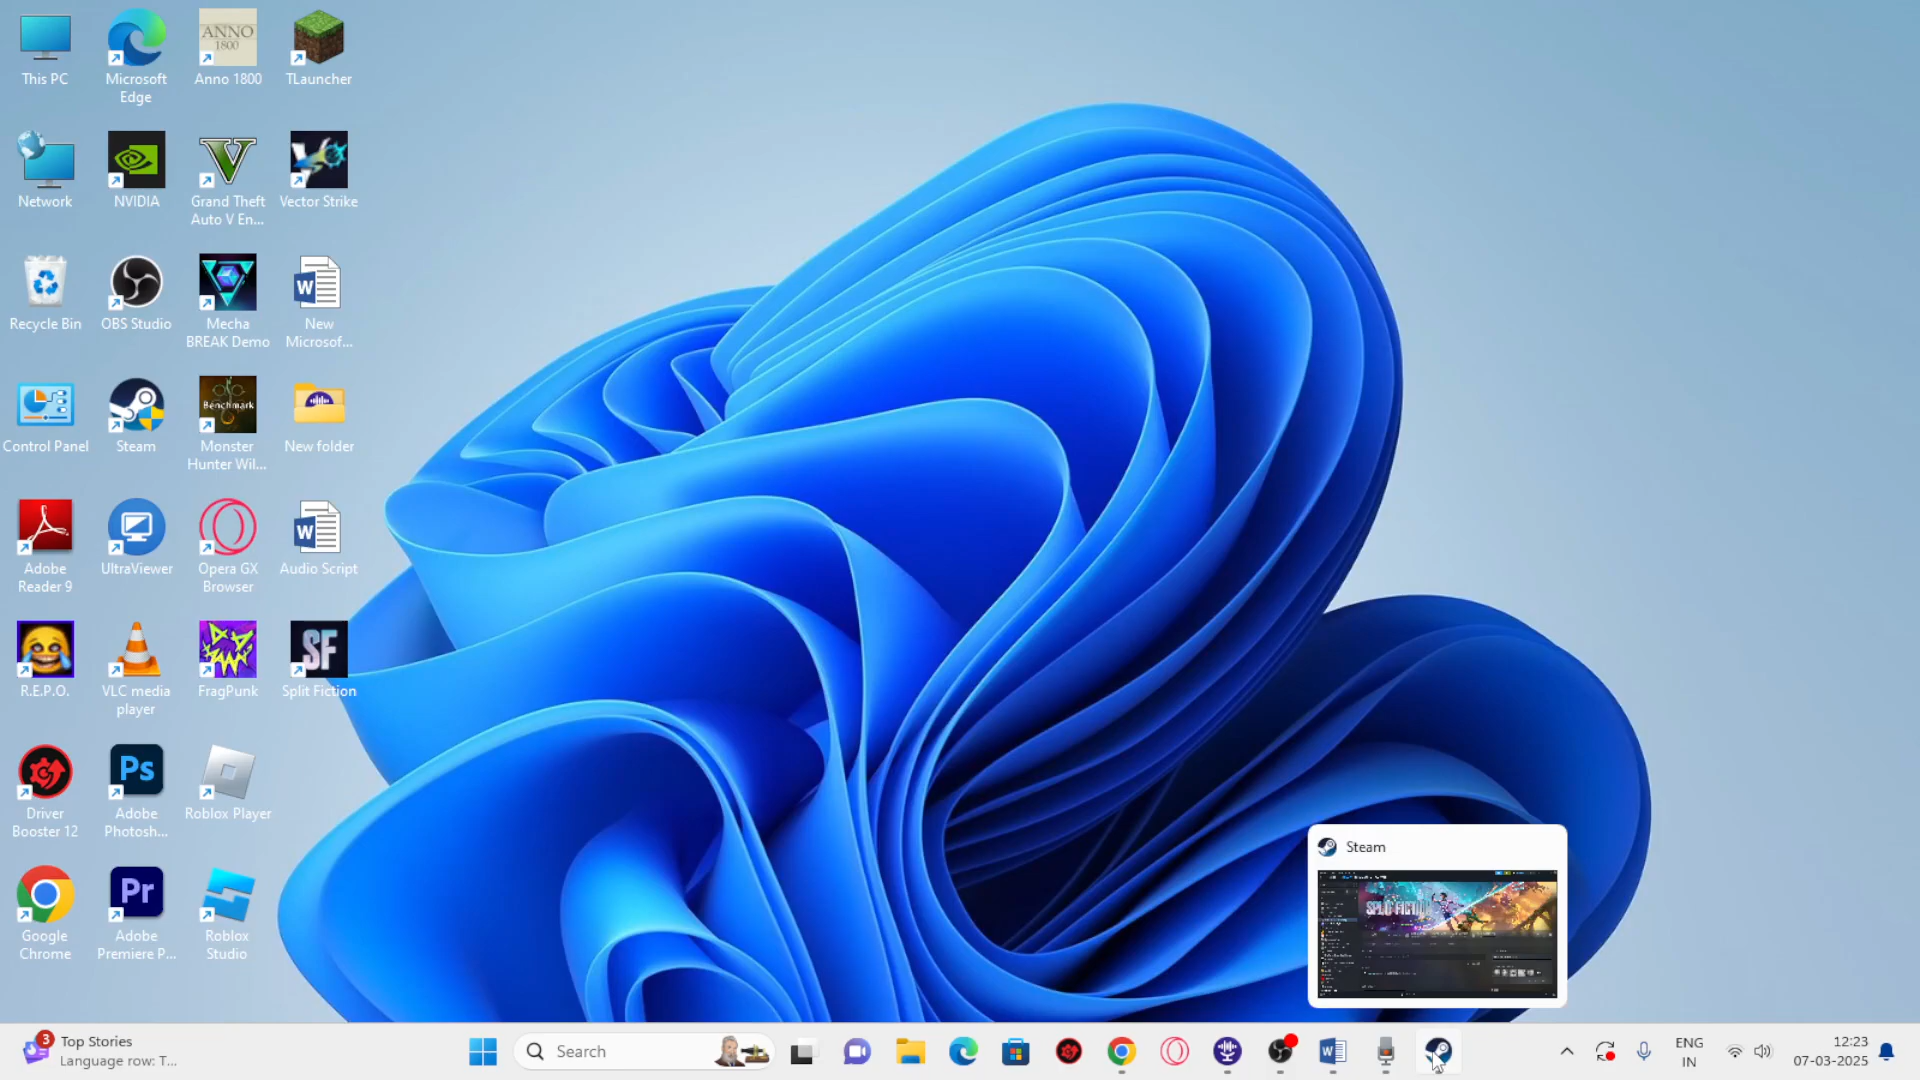 This PC
Microsoft
Edge
ANNO
1800
Anno 1800
TLauncher
Network
NVIDIA
Grand Theft
Auto V En...
Vector Strike
Recycle Bin
OBS Studio
Mecha
BREAK Demo
W
New
Microsof...
Control Panel
Steam
Benchmark
Monster
Hunter Wil...
New folder
Adobe
Reader 9
UltraViewer
Opera GX
Browser
W
Audio Script
R.E.P.O.
VLC media
player
FragPunk
SF
Split Fiction
Driver
Booster 12
Ps
Adobe
Photosh...
Roblox Player
Google
Chrome
Pr
Adobe
Premiere P...
Roblox
Studio
Steam
SPLIT FICTION
3
Top Stories
Language row: T...
Search
W
ENG
IN
12:23
07-03-2025